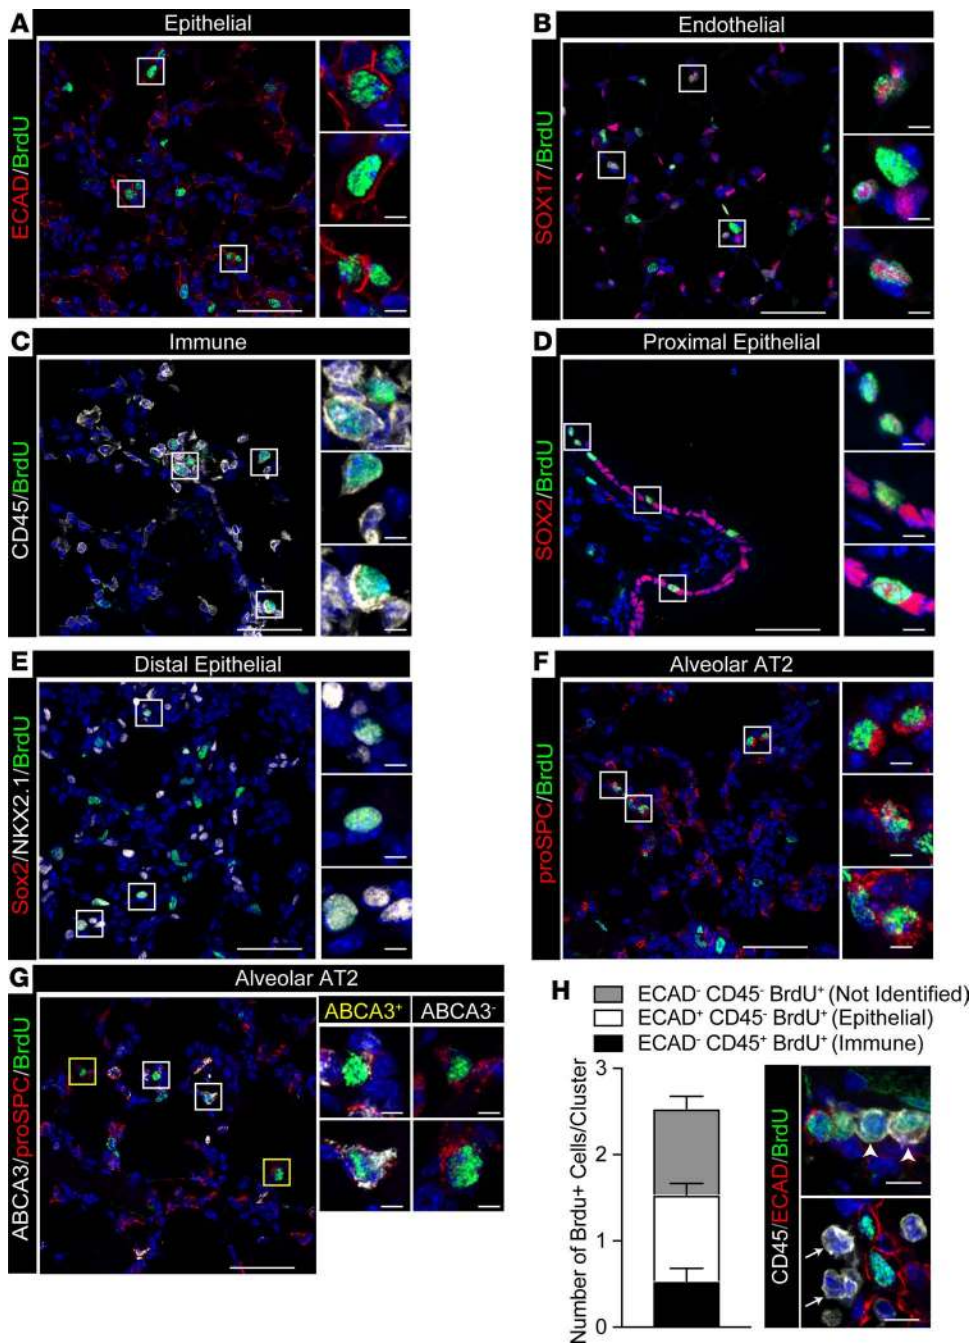 A
Epithelial
ECAD/BrdU
B
Endothelial
SOX17/BrdU
C
Immune
CD45/BrdU
D
Proximal Epithelial
SOX2/BrdU
E
Distal Epithelial
Sox2/NKX2.1/BrdU
F
Alveolar AT2
proSPC/BrdU
G
Alveolar AT2
ABCA3/proSPC/BrdU
ABCA3⁺ ABCA3⁻
H
ECAD⁻ CD45⁻ BrdU⁺ (Not Identified)
ECAD⁺ CD45⁻ BrdU⁺ (Epithelial)
ECAD⁻ CD45⁺ BrdU⁺ (Immune)
Number of Brdu+ Cells/Cluster
3
2
1
0
CD45/ECAD/BrdU